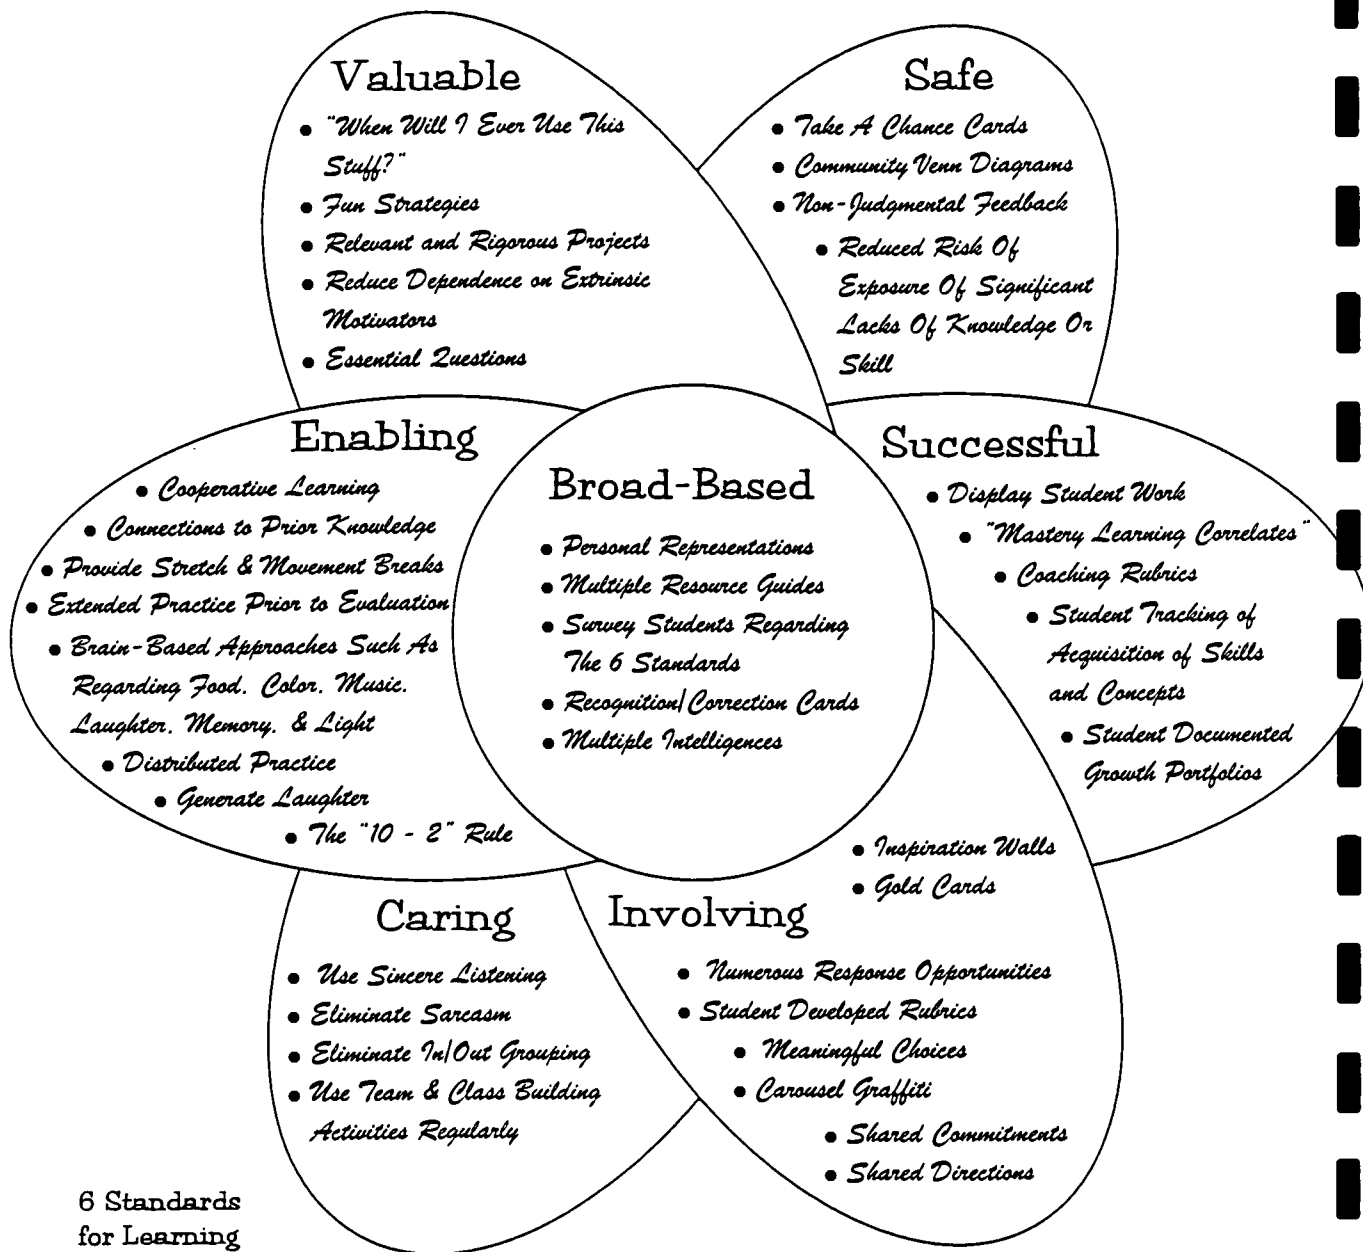 Valuable
• "When Will I Ever Use This
Stuff?"
• Fun Strategies
• Relevant and Rigorous Projects
• Reduce Dependence on Extrinsic
Motivators
• Essential Questions
Safe
• Take A Chance Cards
• Community Venn Diagrams
• Non-Judgmental Feedback
• Reduced Risk Of
Exposure Of Significant
Lacks Of Knowledge Or
Skill
Enabling
• Cooperative Learning
• Connections to Prior Knowledge
• Provide Stretch & Movement Breaks
• Extended Practice Prior to Evaluation
• Brain-Based Approaches Such As
Regarding Food, Color, Music,
Laughter, Memory, & Light
• Distributed Practice
• Generate Laughter
• The "10 - 2" Rule
Broad-Based
• Personal Representations
• Multiple Resource Guides
• Survey Students Regarding
The 6 Standards
• Recognition/Correction Cards
• Multiple Intelligences
Successful
• Display Student Work
• "Mastery Learning Correlates"
• Coaching Rubrics
• Student Tracking of
Acquisition of Skills
and Concepts
• Student Documented
Growth Portfolios
Caring
• Use Sincere Listening
• Eliminate Sarcasm
• Eliminate In/Out Grouping
• Use Team & Class Building
Activities Regularly
Involving
• Inspiration Walls
• Gold Cards
• Numerous Response Opportunities
• Student Developed Rubrics
• Meaningful Choices
• Carousel Graffiti
• Shared Commitments
• Shared Directions
6 Standards
for Learning